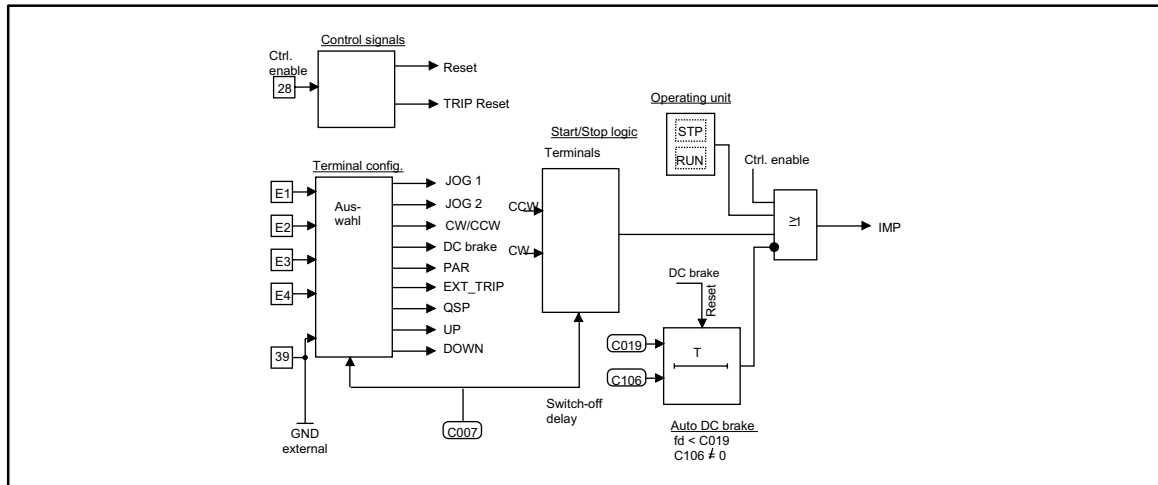 Control signals
Ctrl.
enable
28
Reset
TRIP Reset
Operating unit
STP
RUN
Start/Stop logic
Terminals
Ctrl. enable
Terminal config.
E1
E2
E3
E4
39
Aus-
wahl
JOG 1
JOG 2
CW/CCW
DC brake
PAR
EXT_TRIP
QSP
UP
DOWN
CCW
CW
≥1
IMP
DC brake
Reset
C019
C106
T
Switch-off
delay
C007
GND
external
Auto DC brake
fd < C019
C106 ≠ 0